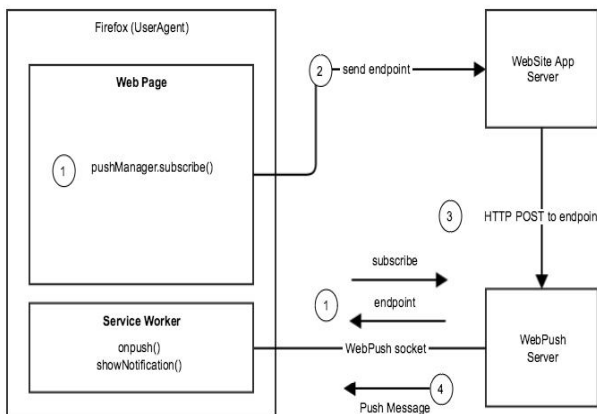 Firefox (UserAgent)
Web Page
1
pushManager.subscribe()
2
send endpoint
WebSite App
Server
3
HTTP POST to endpoin
subscribe
1
endpoint
Service Worker
onpush()
showNotification()
WebPush socket
WebPush
Server
4
Push Message